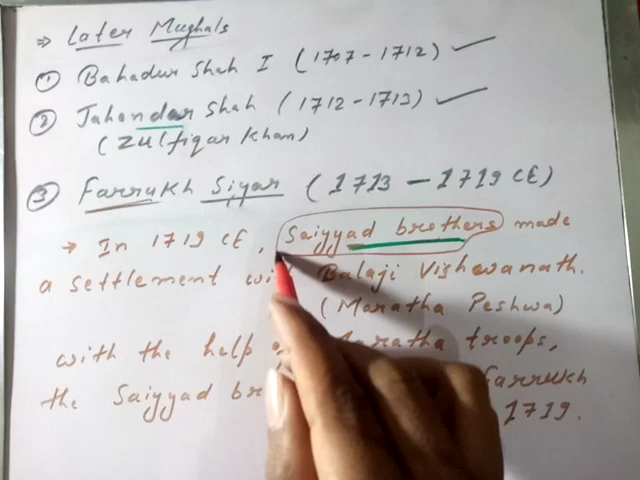 ⇒ Later Mughals
① Bahadur Shah I (1707-1712) ✓
② Jahandar Shah (1712-1713) ✓
(Zulfiqar Khan)
③ Farrukh Siyar (1713-1719 CE)
→ In 1719 CE, Saiyyad brothers made
a settlement Balaji Vishwanath.
(Maratha Peshwa)
with the help Maratha troops,
the Saiyyad Farrukh
1719.